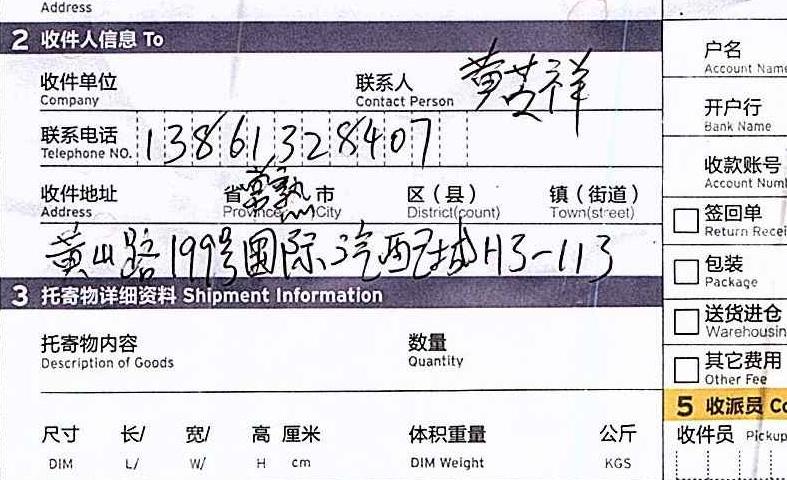 Address
2 收件人信息 To
收件单位 联系人 黄芸祥
Company Contact Person
联系电话 13861328407
Telephone NO.
收件地址 省 常熟 市 区（县） 镇（街道）
Address Province City District(count) Town(street)
黄山路199号国际汽配城H3-113
3 托寄物详细资料 Shipment Information
托寄物内容 数量
Description of Goods Quantity
尺寸 长/ 宽/ 高 厘米 体积重量 公斤
DIM L/ W/ H cm DIM Weight KGS
户名
Account Name
开户行
Bank Name
收款账号
Account Num
签回单
Return Recei
包装
Package
送货进仓
Warehousin
其它费用
Other Fee
5 收派员 Co
收件员 Pickup